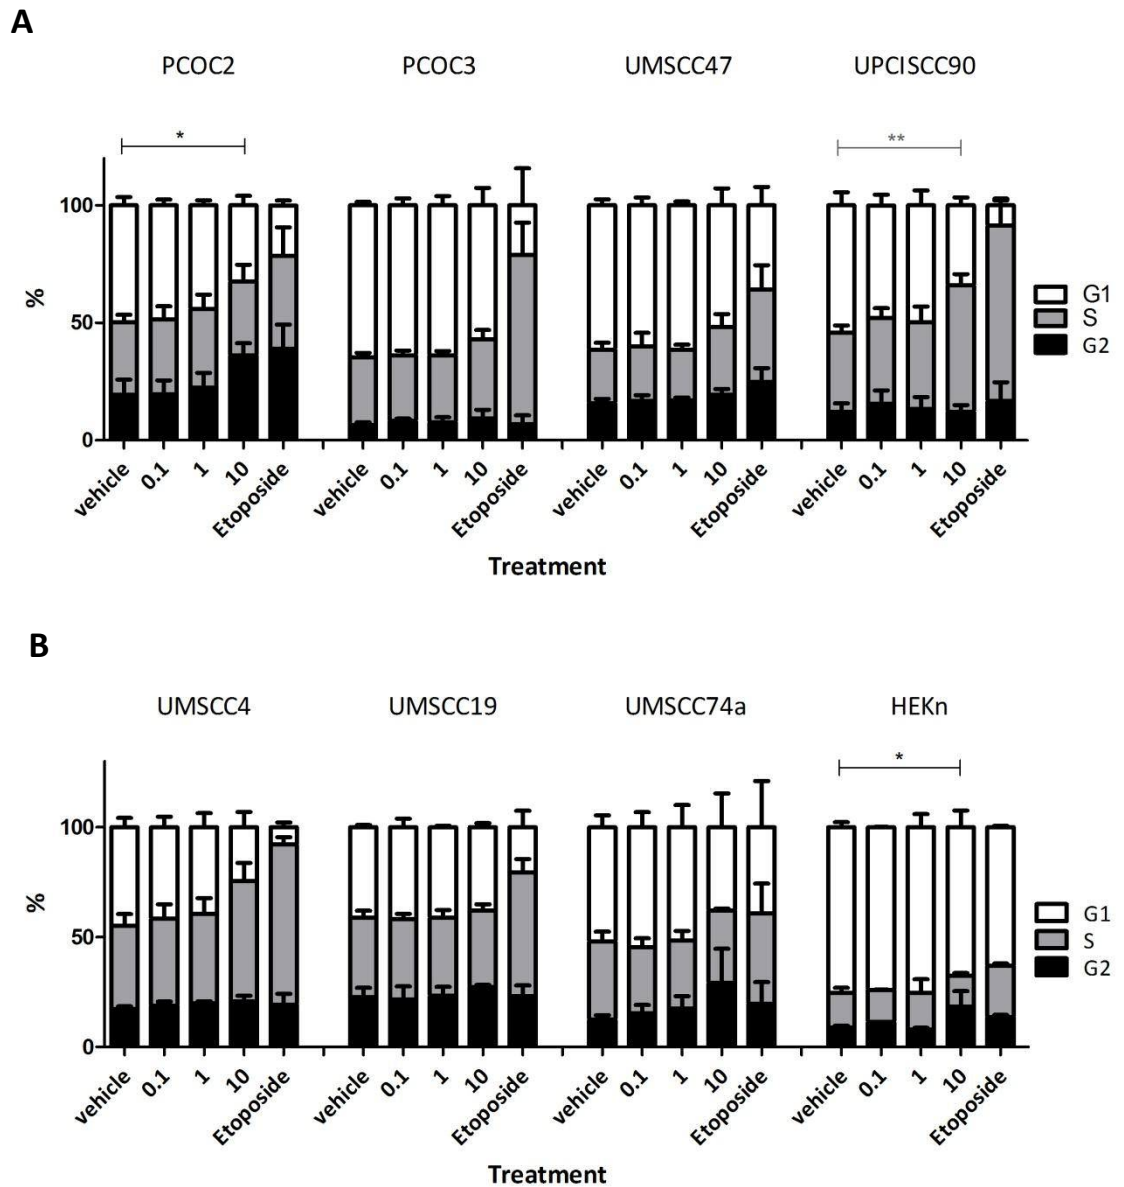 A
PCOC2 PCOC3 UMSCC47 UPCISCC90
* **
100
50
0
%
G1
S
G2
vehicle 0.1 1 10 Etoposide vehicle 0.1 1 10 Etoposide vehicle 0.1 1 10 Etoposide vehicle 0.1 1 10 Etoposide
Treatment
B
UMSCC4 UMSCC19 UMSCC74a HEKn
*
100
50
0
%
G1
S
G2
vehicle 0.1 1 10 Etoposide vehicle 0.1 1 10 Etoposide vehicle 0.1 1 10 Etoposide vehicle 0.1 1 10 Etoposide
Treatment